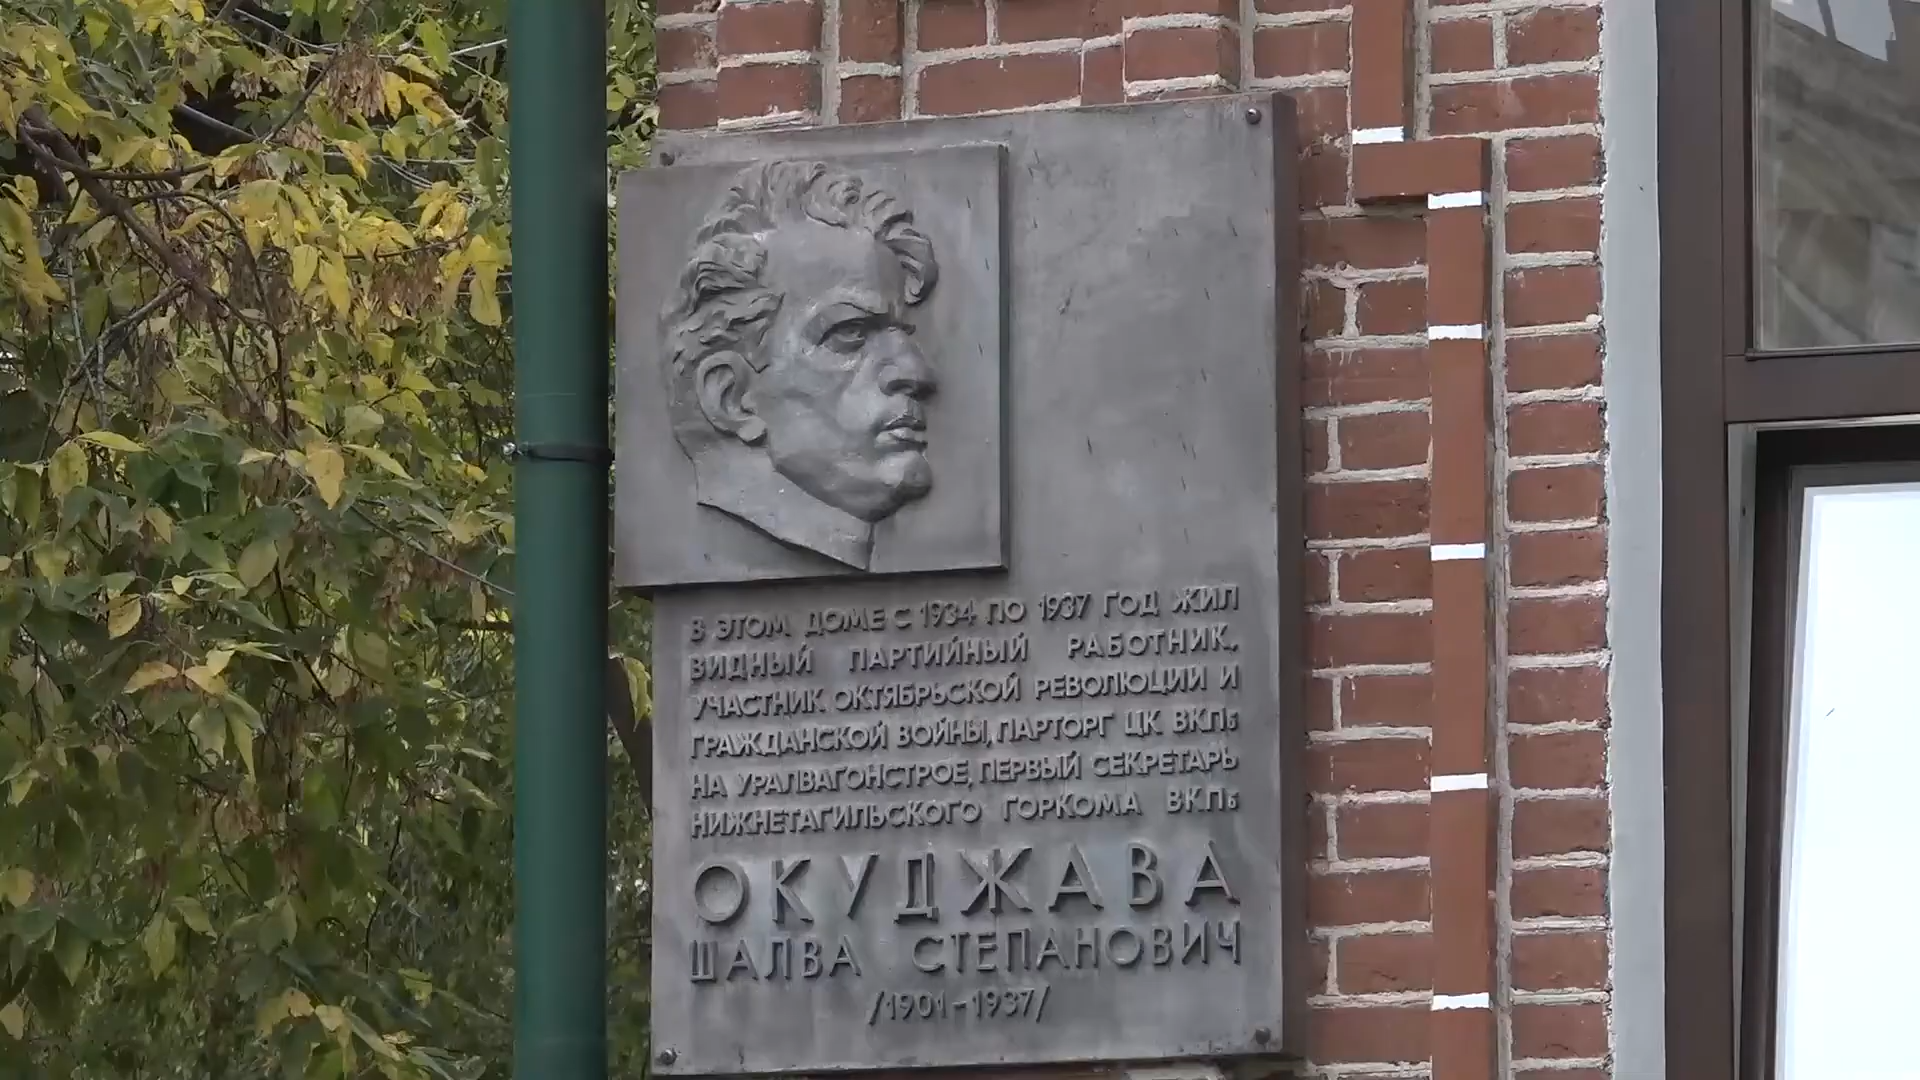 В ЭТОМ ДОМЕ С 1934 ПО 1937 ГОД ЖИЛ
ВИДНЫЙ ПАРТИЙНЫЙ РАБОТНИК,
УЧАСТНИК ОКТЯБРЬСКОЙ РЕВОЛЮЦИИ И
ГРАЖДАНСКОЙ ВОЙНЫ, ПАРТОРГ ЦК ВКПб
НА УРАЛВАГОНСТРОЕ, ПЕРВЫЙ СЕКРЕТАРЬ
НИЖНЕТАГИЛЬСКОГО ГОРКОМА ВКПб
ОКУДЖАВА
ШАЛВА СТЕПАНОВИЧ
/1901-1937/